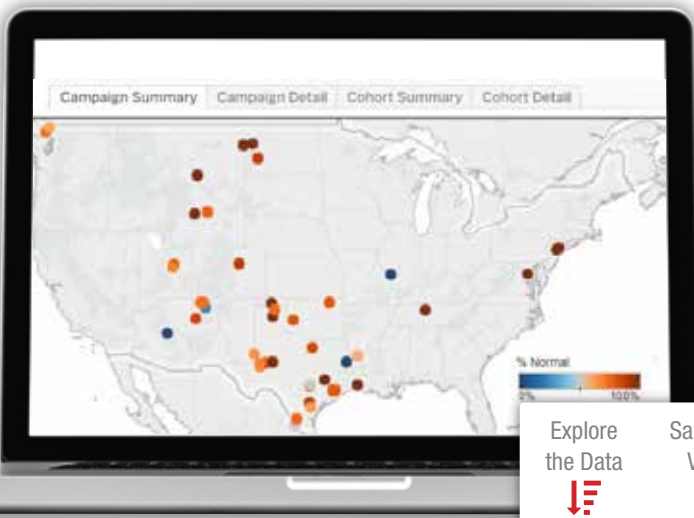 Campaign Summary Campaign Detail Cohort Summary Cohort Detail
% Normal
0% 100%
Explore
the Data